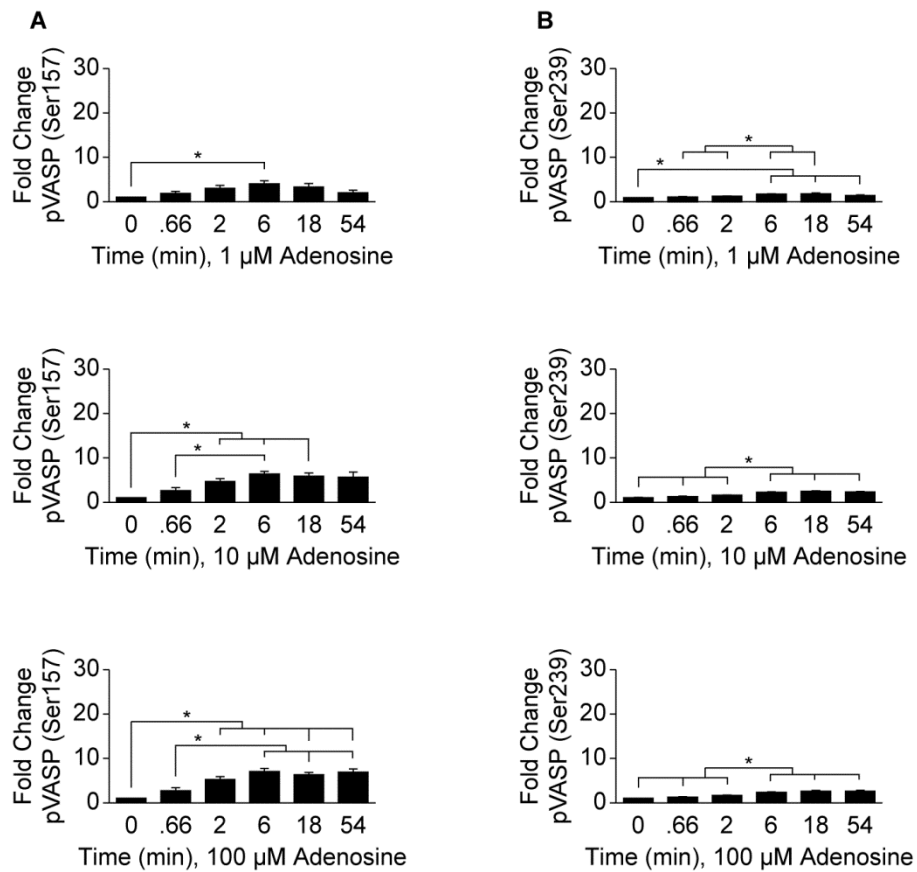 A
B
Fold Change
pVASP (Ser157)
30
20
10
0
*
0 .66 2 6 18 54
Time (min), 1 µM Adenosine
Fold Change
pVASP (Ser239)
30
20
10
0
*
*
0 .66 2 6 18 54
Time (min), 1 µM Adenosine
Fold Change
pVASP (Ser157)
30
20
10
0
*
*
0 .66 2 6 18 54
Time (min), 10 µM Adenosine
Fold Change
pVASP (Ser239)
30
20
10
0
*
0 .66 2 6 18 54
Time (min), 10 µM Adenosine
Fold Change
pVASP (Ser157)
30
20
10
0
*
*
0 .66 2 6 18 54
Time (min), 100 µM Adenosine
Fold Change
pVASP (Ser239)
30
20
10
0
*
0 .66 2 6 18 54
Time (min), 100 µM Adenosine